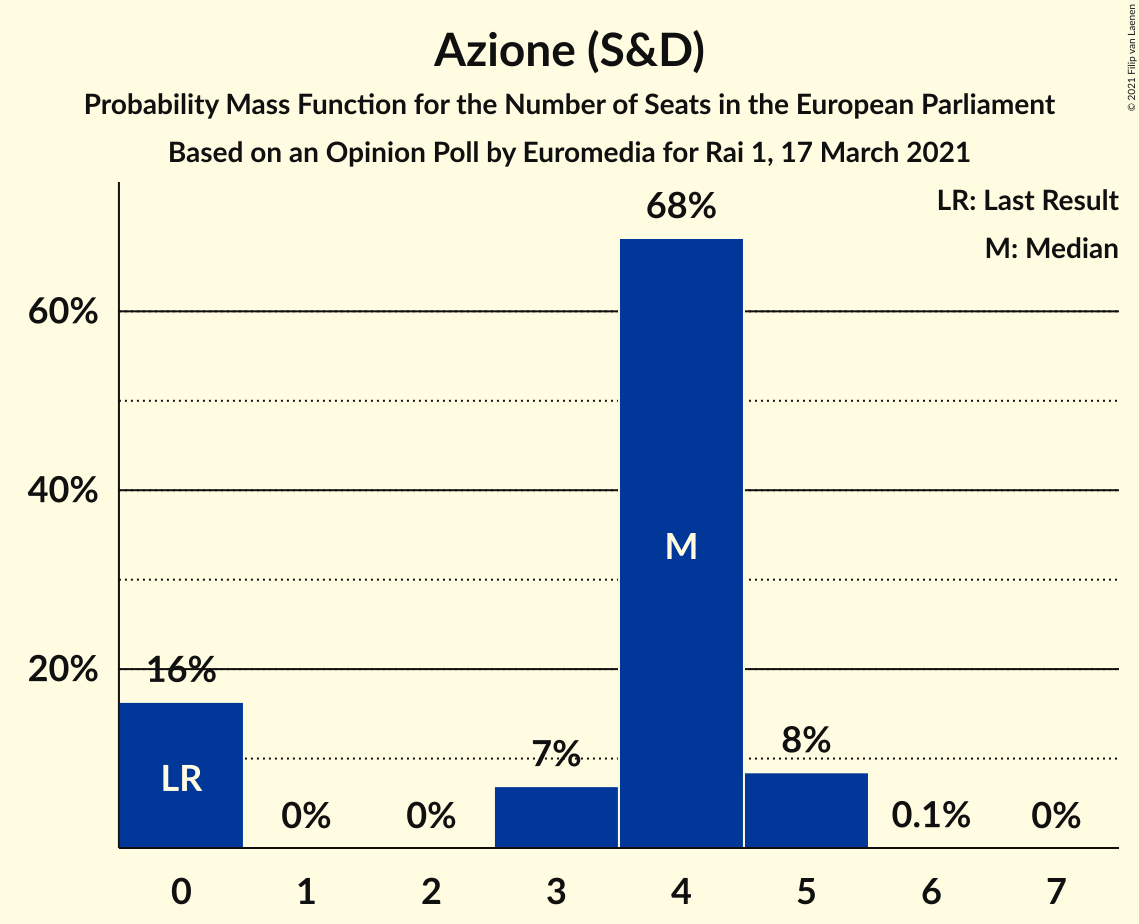 Azione (S&D)
Probability Mass Function for the Number of Seats in the European Parliament
Based on an Opinion Poll by Euromedia for Rai 1, 17 March 2021
© 2021 Filip van Laenen
LR: Last Result
M: Median
68%
60%
40%
M
20%
16%
LR
0%
0%
7%
8%
0.1%
0%
0 1 2 3 4 5 6 7